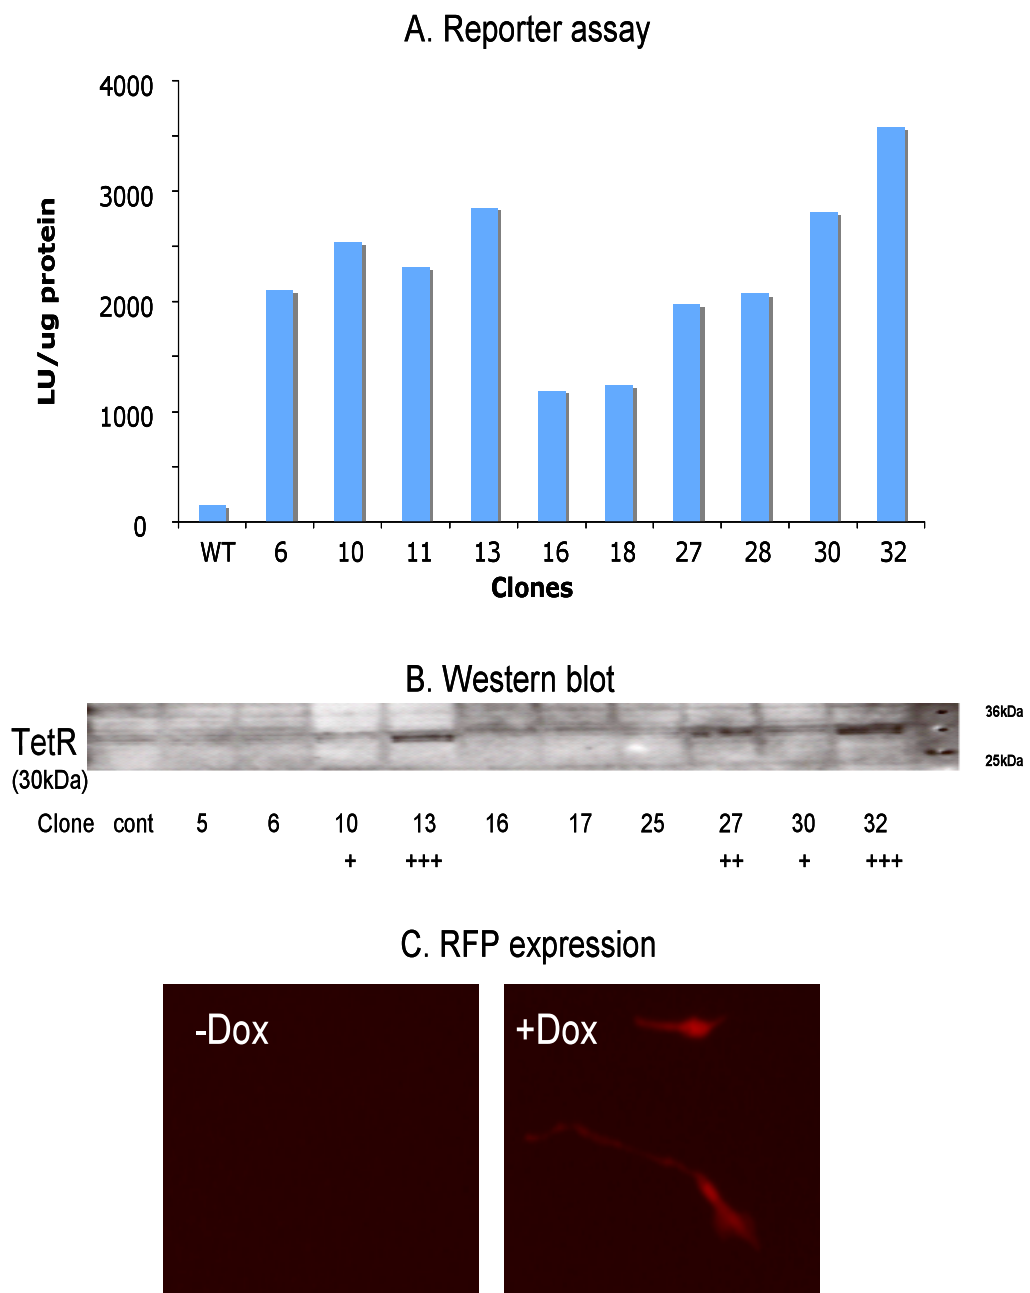 A. Reporter assay
4000
3000
2000
1000
0
LU/ug protein
WT 6 10 11 13 16 18 27 28 30 32
Clones
B. Western blot
36kDa
TetR
(30kDa)
25kDa
Clone cont 5 6 10 13 16 17 25 27 30 32
+ +++ ++ + +++
C. RFP expression
-Dox
+Dox